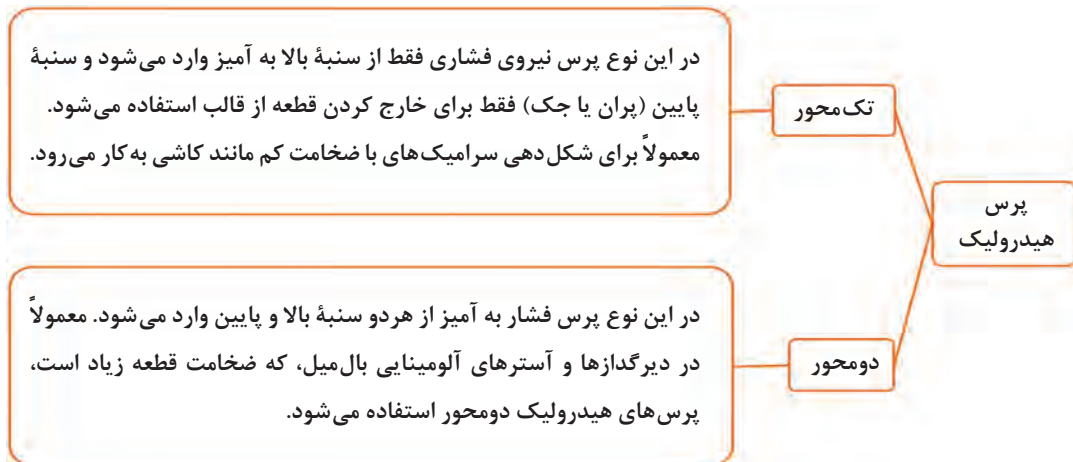 پرس
هیدرولیک
تک‌محور
در این نوع پرس نیروی فشاری فقط از سنبهٔ بالا به آمیز وارد می‌شود و سنبهٔ
پایین (پران یا جک) فقط برای خارج کردن قطعه از قالب استفاده می‌شود.
معمولاً برای شکل‌دهی سرامیک‌های با ضخامت کم مانند کاشی به‌کار می‌رود.
دومحور
در این نوع پرس فشار به آمیز از هردو سنبهٔ بالا و پایین وارد می‌شود. معمولاً
در دیرگدازها و آسترهای آلومینایی بال‌میل، که ضخامت قطعه زیاد است،
پرس‌های هیدرولیک دومحور استفاده می‌شود.